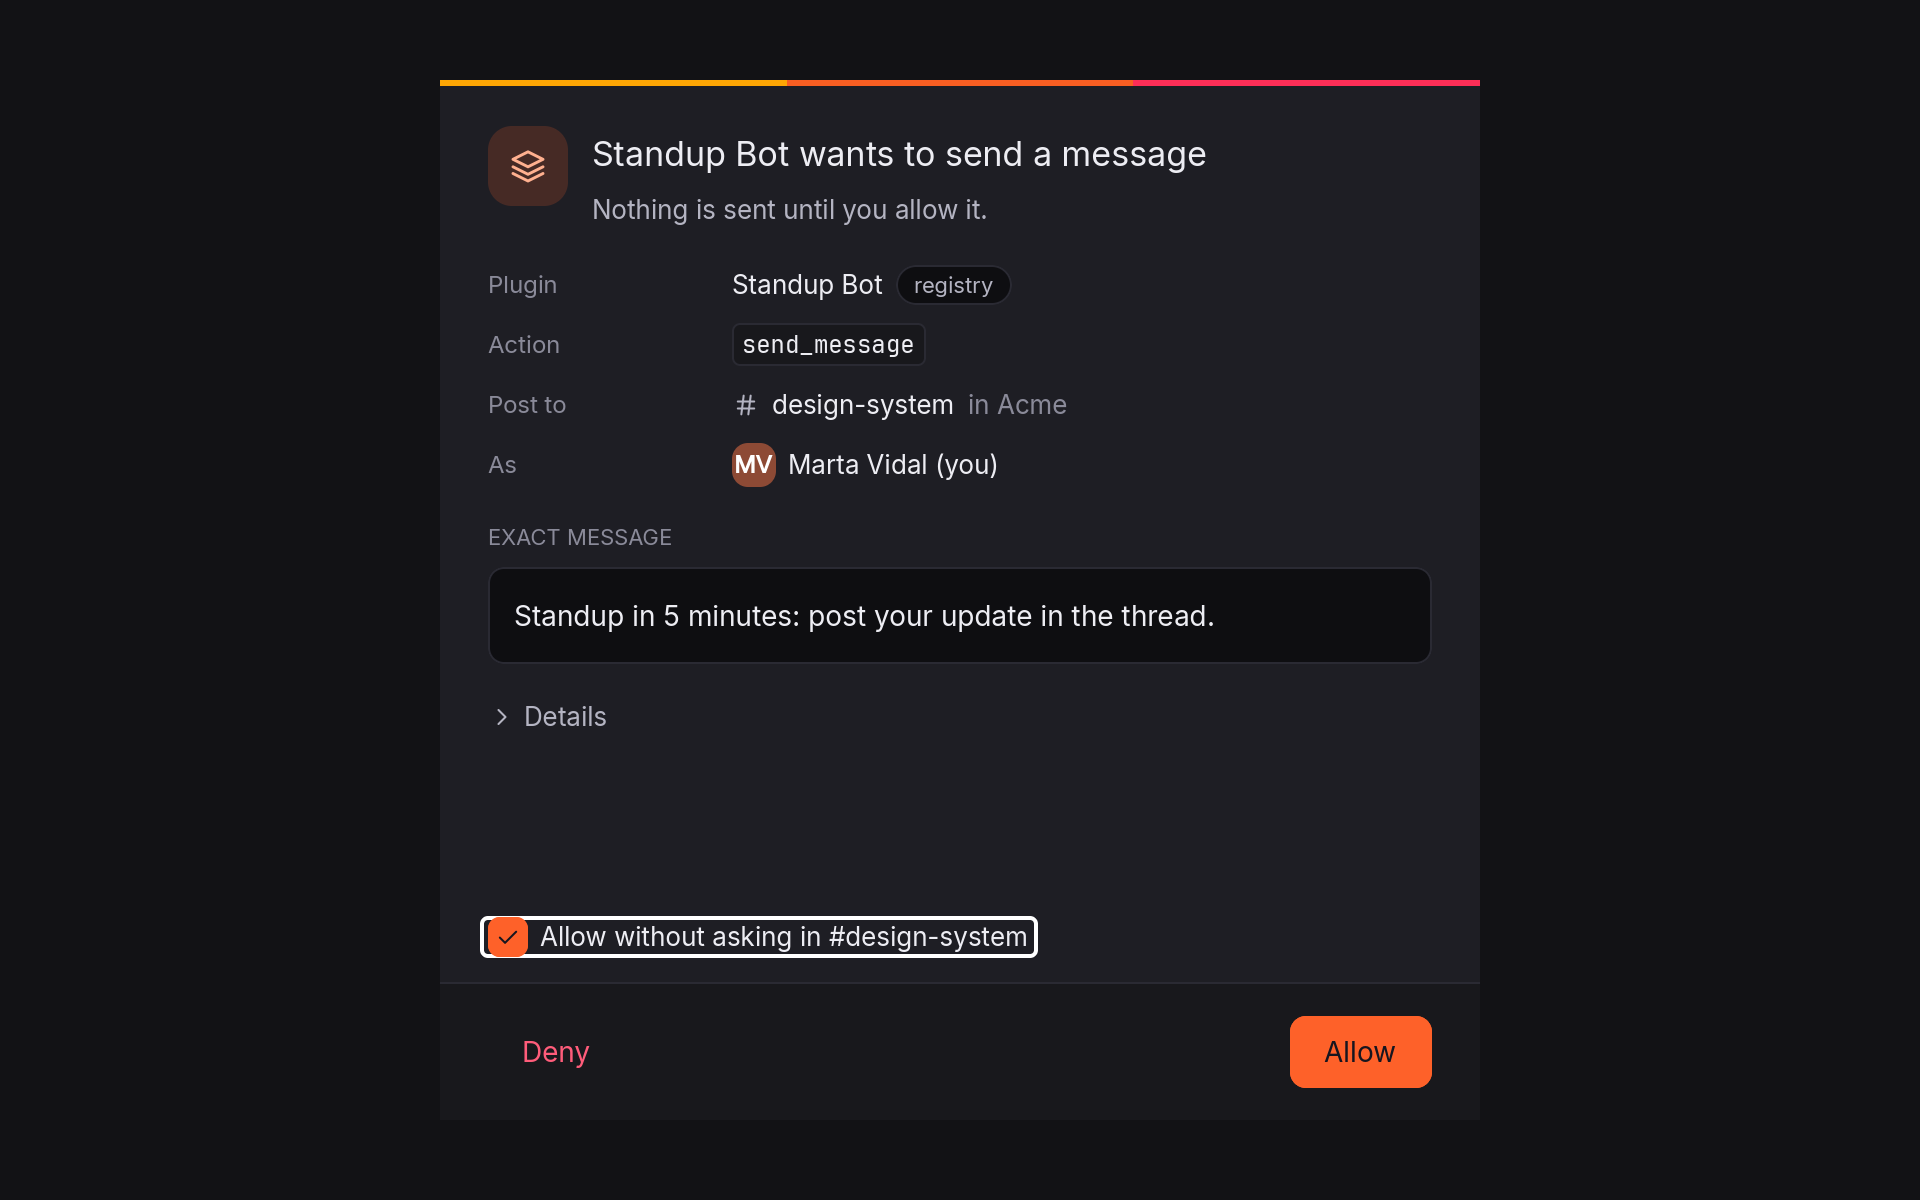 Standup Bot wants to send a message
Nothing is sent until you allow it.
Plugin Standup Bot registry
Action send_message
Post to # design-system in Acme
As MV Marta Vidal (you)
EXACT MESSAGE
Standup in 5 minutes: post your update in the thread.
Details
Allow without asking in #design-system
Deny Allow